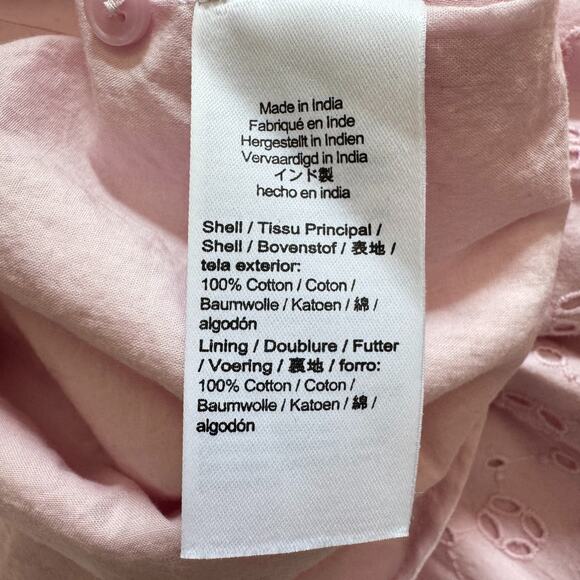 Made in India
Fabriqué en Inde
Hergestellt in Indien
Vervaardigd in India
インド製
hecho en india
Shell / Tissu Principal /
Shell / Bovenstof / 表地 /
tela exterior:
100% Cotton / Coton /
Baumwolle / Katoen / 綿 /
algodón
Lining / Doublure / Futter
/ Voering / 裏地 / forro:
100% Cotton / Coton /
Baumwolle / Katoen / 綿 /
algodón